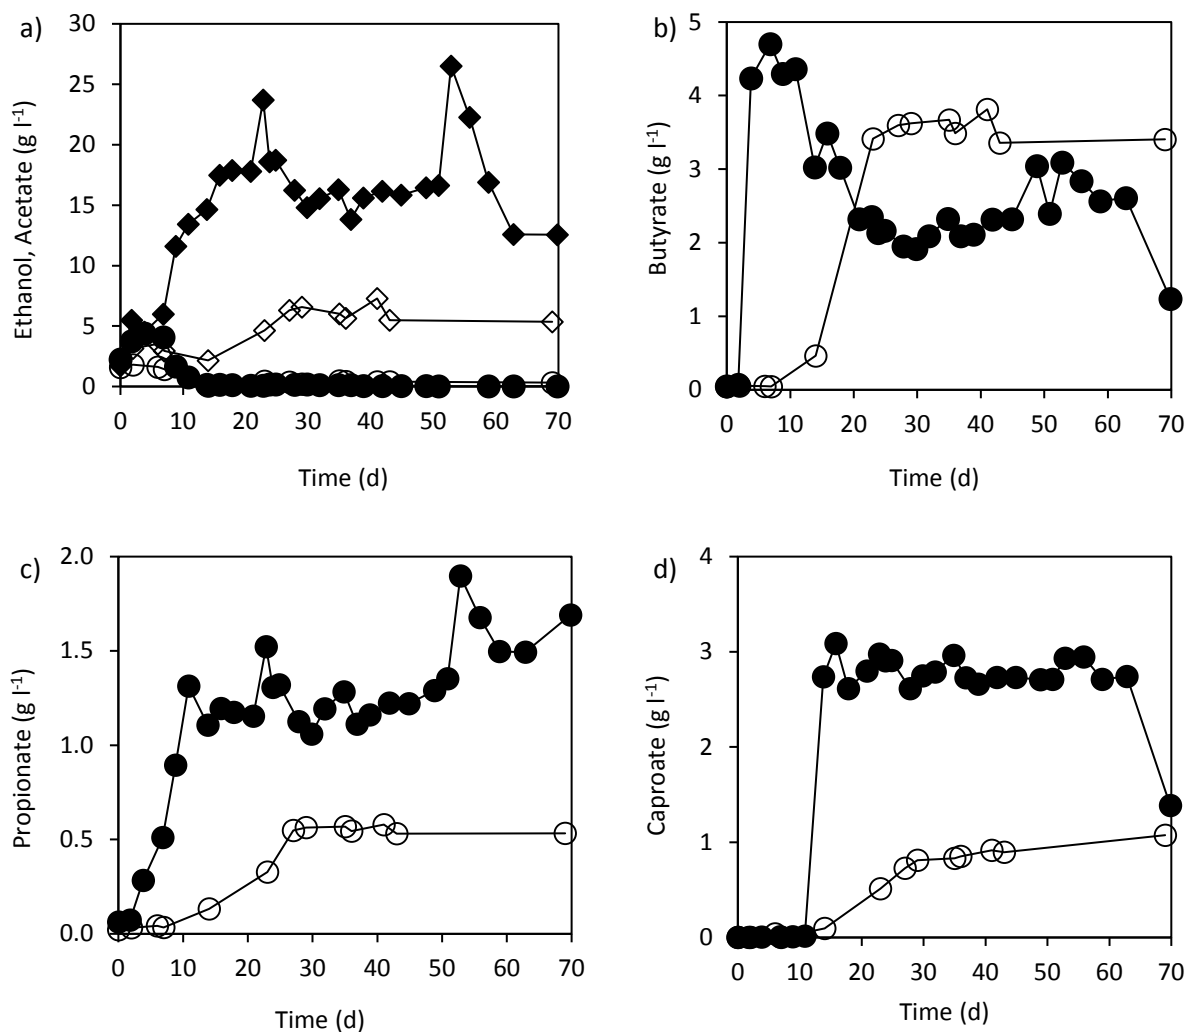 a)
Ethanol, Acetate (g l⁻¹)
30
25
20
15
10
5
0
0 10 20 30 40 50 60 70
Time (d)
b)
Butyrate (g l⁻¹)
5
4
3
2
1
0
0 10 20 30 40 50 60 70
Time (d)
c)
Propionate (g l⁻¹)
2.0
1.5
1.0
0.5
0.0
0 10 20 30 40 50 60 70
Time (d)
d)
Caproate (g l⁻¹)
4
3
2
1
0
0 10 20 30 40 50 60 70
Time (d)